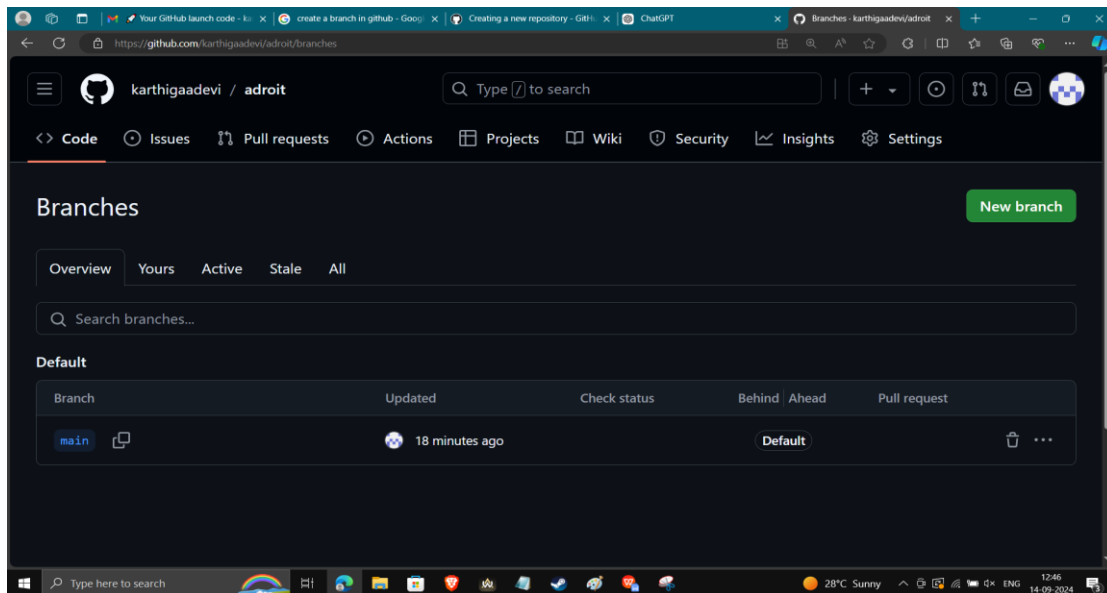 Your GitHub launch code - ka
create a branch in github - Goog
Creating a new repository - GitH
ChatGPT
Branches · karthigaadevi/adroit
https://github.com/karthigaadevi/adroit/branches
karthigaadevi / adroit
Type / to search
Code Issues Pull requests Actions Projects Wiki Security Insights Settings
Branches
New branch
Overview Yours Active Stale All
Search branches...
Default
Branch Updated Check status Behind Ahead Pull request
main 18 minutes ago Default
Type here to search
28°C Sunny
ENG
12:46
14-09-2024